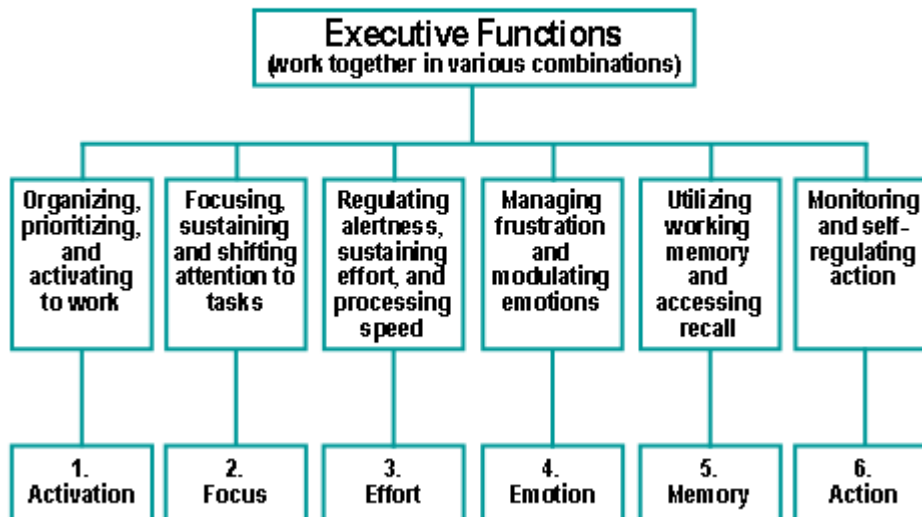 Executive Functions
(work together in various combinations)
Organizing,
prioritizing,
and
activating
to work
Focusing,
sustaining
and shifting
attention to
tasks
Regulating
alertness,
sustaining
effort, and
processing
speed
Managing
frustration
and
modulating
emotions
Utilizing
working
memory
and
accessing
recall
Monitoring
and self-
regulating
action
1.
Activation
2.
Focus
3.
Effort
4.
Emotion
5.
Memory
6.
Action